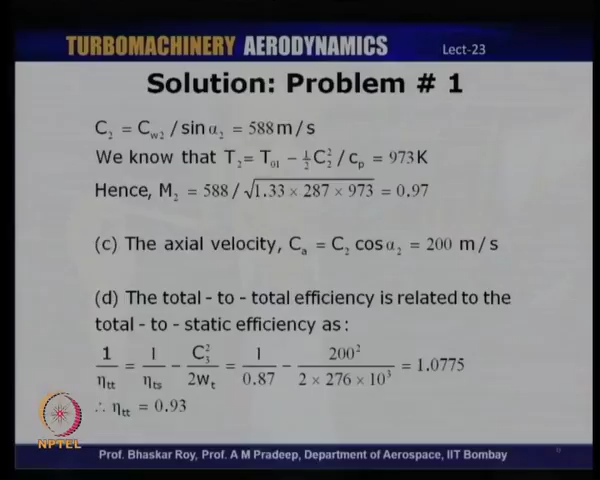 TURBOMACHINERY AERODYNAMICS Lect-23
Solution: Problem # 1
C₂ = C_w₂ / sin α₂ = 588 m/s
We know that T₂ = T₀₁ − ½ C₂² / c_p = 973 K
Hence, M₂ = 588 / √(1.33 × 287 × 973) = 0.97
(c) The axial velocity, C_a = C₂ cos α₂ = 200 m/s
(d) The total - to - total efficiency is related to the
total - to - static efficiency as :
1/η_tt = 1/η_ts − C₃²/2w_t = 1/0.87 − 200²/(2 × 276 × 10³) = 1.0775
∴ η_tt = 0.93
NPTEL
Prof. Bhaskar Roy, Prof. A M Pradeep, Department of Aerospace, IIT Bombay